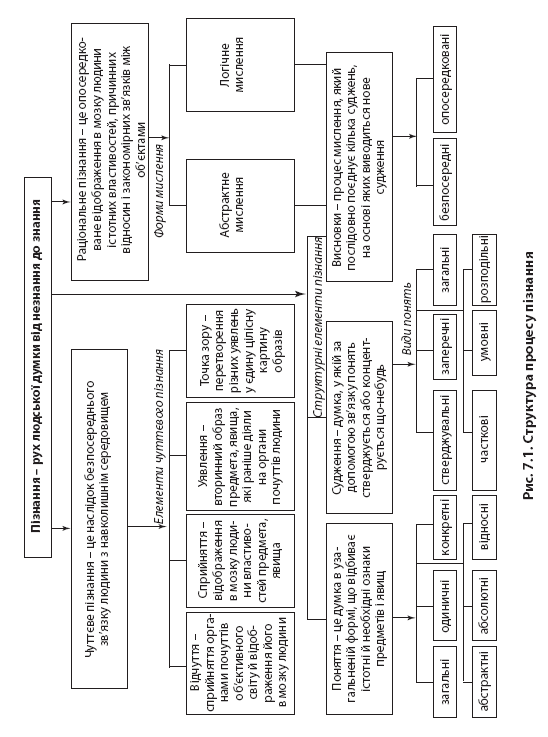 Пізнання – рух людської думки від незнання до знання
Чуттєве пізнання – це наслідок безпосереднього
зв'язку людини з навколишнім середовищем
Раціональне пізнання – це опосередко-
ване відображення в мозку людини
істотних властивостей, причинних
відносин і закономірних зв'язків між
об'єктами
Елементи чуттєвого пізнання
Форми мислення
Відчуття –
сприйняття орга-
нами почуттів
об'єктивного
світу й відоб-
раження його
в мозку людини
Сприйняття –
відображення
в мозку люди-
ни властиво-
стей предмета,
явища
Уявлення –
вторинний образ
предмета, явища,
які раніше діяли
на органи
почуттів людини
Точка зору –
перетворення
різних уявлень
у єдину цілісну
картину
образів
Абстрактне
мислення
Логічне
мислення
Структурні елементи пізнання
Поняття – це думка в уза-
гальненій формі, що відбиває
істотні й необхідні ознаки
предметів і явищ
Судження – думка, у якій за
допомогою зв'язку понять
стверджується або концент-
рується що-небудь
Висновки – процес мислення, який
послідовно поєднує кілька суджень,
на основі яких виводиться нове
судження
Види понять
загальні
одиничні
конкретні
стверджувальні
заперечні
загальні
безпосередні
опосередковані
абстрактні
абсолютні
відносні
часткові
умовні
розподільні
Рис. 7.1. Структура процесу пізнання